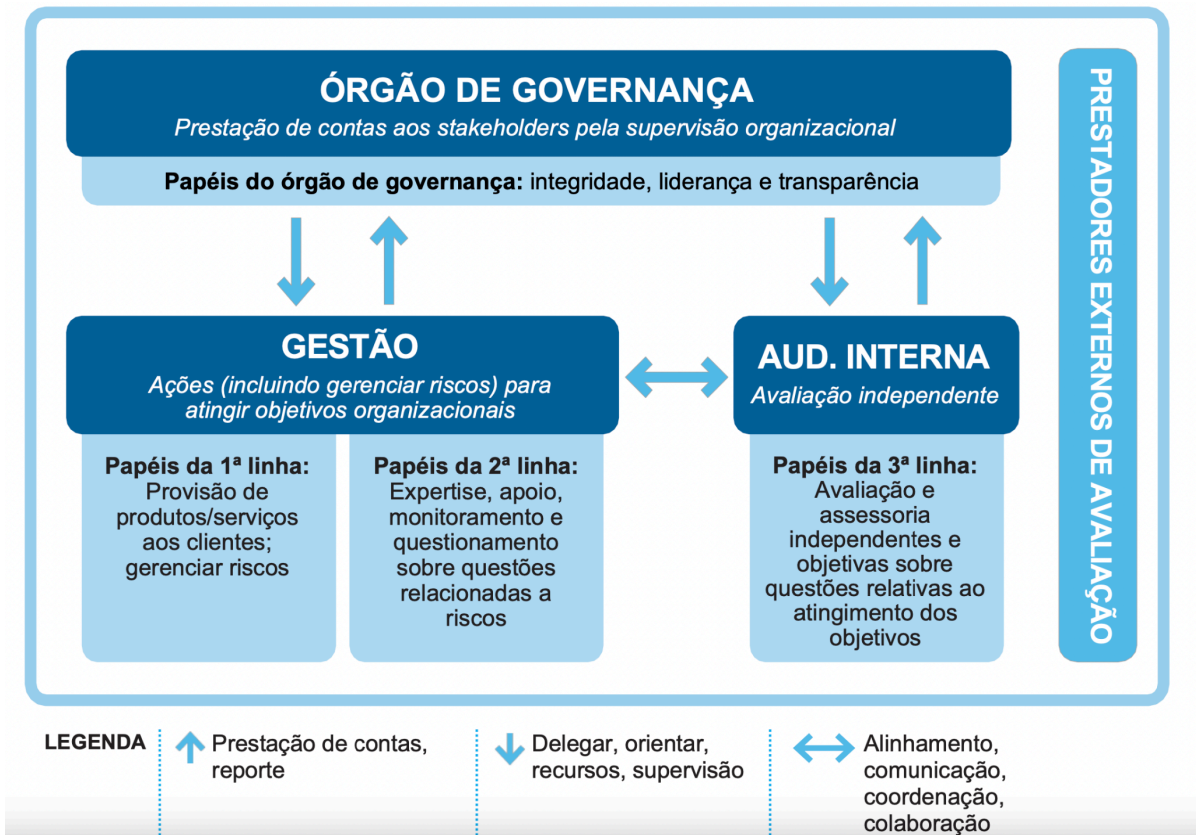 ÓRGÃO DE GOVERNANÇA
Prestação de contas aos stakeholders pela supervisão organizacional
Papéis do órgão de governança: integridade, liderança e transparência
GESTÃO
Ações (incluindo gerenciar riscos) para
atingir objetivos organizacionais
Papéis da 1ª linha:
Provisão de
produtos/serviços
aos clientes;
gerenciar riscos
Papéis da 2ª linha:
Expertise, apoio,
monitoramento e
questionamento
sobre questões
relacionadas a
riscos
AUD. INTERNA
Avaliação independente
Papéis da 3ª linha:
Avaliação e
assessoria
independentes e
objetivas sobre
questões relativas ao
atingimento dos
objetivos
PRESTADORES EXTERNOS DE AVALIAÇÃO
LEGENDA
Prestação de contas,
reporte
Delegar, orientar,
recursos, supervisão
Alinhamento,
comunicação,
coordenação,
colaboração